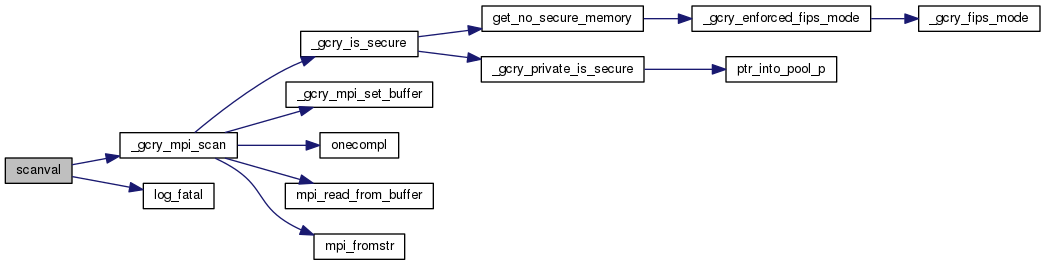 scanval
_gcry_mpi_scan
log_fatal
_gcry_is_secure
_gcry_mpi_set_buffer
onecompl
mpi_read_from_buffer
mpi_fromstr
get_no_secure_memory
_gcry_private_is_secure
_gcry_enforced_fips_mode
ptr_into_pool_p
_gcry_fips_mode